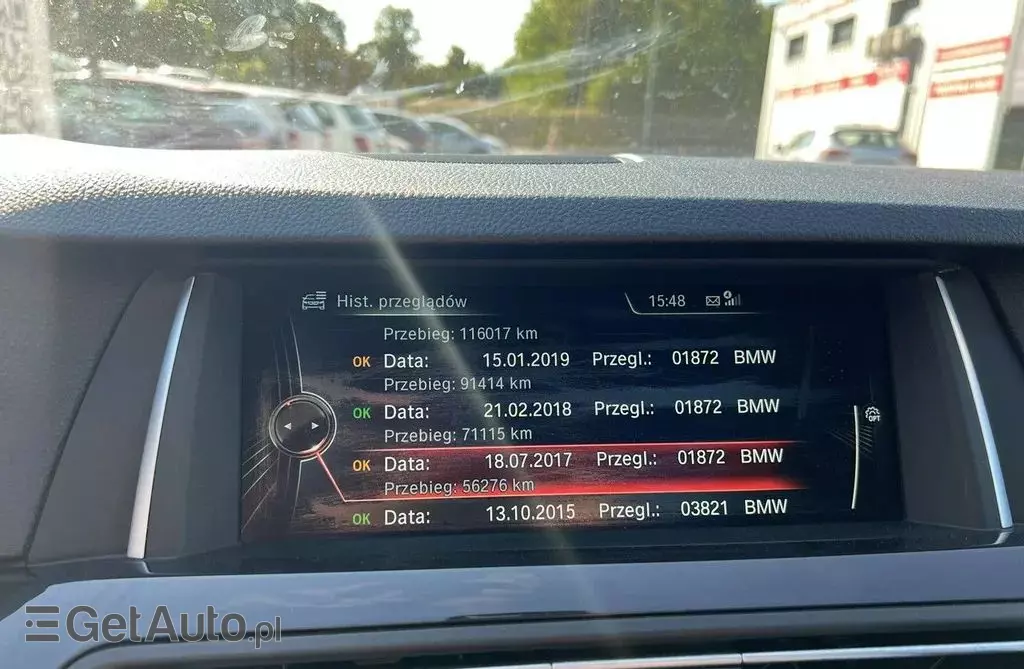 Hist. przeglądów 15:48
Przebieg: 116017 km
OK Data: 15.01.2019 Przegl.: 01872 BMW
Przebieg: 91414 km
OK Data: 21.02.2018 Przegl.: 01872 BMW
Przebieg: 71115 km
OK Data: 18.07.2017 Przegl.: 01872 BMW
Przebieg: 56276 km
OK Data: 13.10.2015 Przegl.: 03821 BMW
OPT
GetAuto.pl